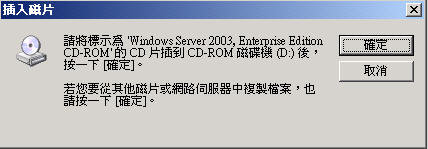 插入磁片
請將標示為 'Windows Server 2003, Enterprise Edition
CD-ROM' 的 CD 片插到 CD-ROM 磁碟機 (D:) 後，
按一下 [確定]。
若您要從其他磁片或網路伺服器中複製檔案，也
請按一下 [確定]。
確定
取消